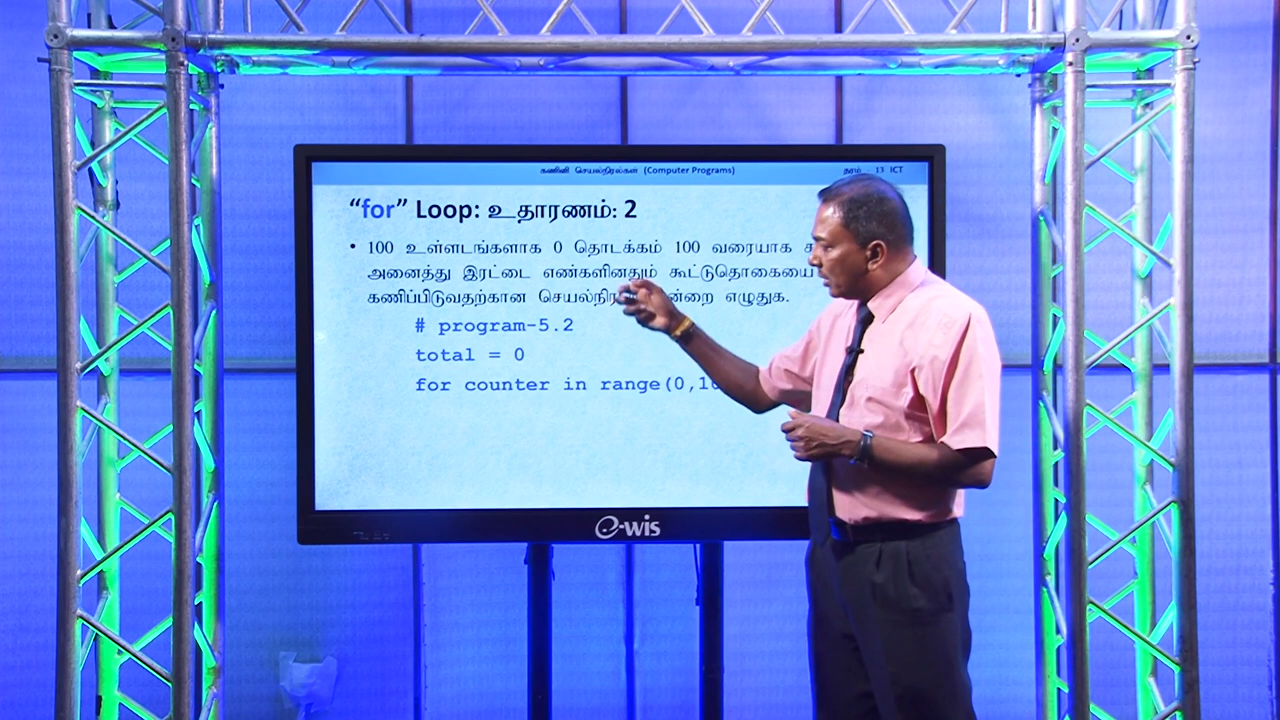 கணினி செயல்நிரல்கள் (Computer Programs) தரம் 13 ICT
“for” Loop: உதாரணம்: 2
• 100 உள்ளடங்களாக 0 தொடக்கம் 100 வரையாக
அனைத்து இரட்டை எண்களினதும் கூட்டுதொகையை
கணிப்பிடுவதற்கான எழுதுக.
# program-5.2
total = 0
for counter in range(0,10
e-wis